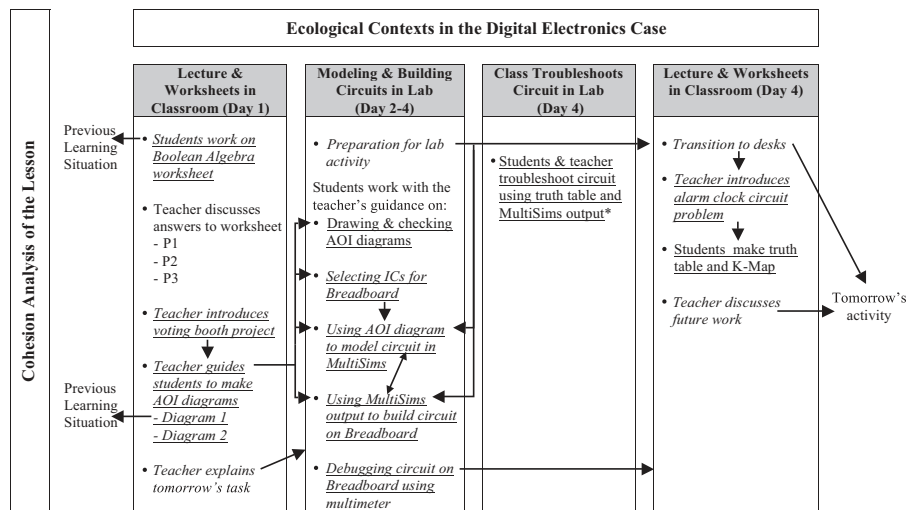 Ecological Contexts in the Digital Electronics Case
Cohesion Analysis of the Lesson
Previous
Learning
Situation
Previous
Learning
Situation
Lecture &
Worksheets in
Classroom (Day 1)
• Students work on
Boolean Algebra
worksheet
• Teacher discusses
answers to worksheet
- P1
- P2
- P3
• Teacher introduces
voting booth project
• Teacher guides
students to make
AOI diagrams
- Diagram 1
- Diagram 2
• Teacher explains
tomorrow's task
Modeling & Building
Circuits in Lab
(Day 2-4)
• Preparation for lab
activity
Students work with the
teacher's guidance on:
• Drawing & checking
AOI diagrams
• Selecting ICs for
Breadboard
• Using AOI diagram
to model circuit in
MultiSims
• Using MultiSims
output to build circuit
on Breadboard
• Debugging circuit on
Breadboard using
multimeter
Class Troubleshoots
Circuit in Lab
(Day 4)
• Students & teacher
troubleshoot circuit
using truth table and
MultiSims output*
Lecture & Worksheets
in Classroom (Day 4)
• Transition to desks
• Teacher introduces
alarm clock circuit
problem
• Students make truth
table and K-Map
• Teacher discusses
future work
Tomorrow's
activity